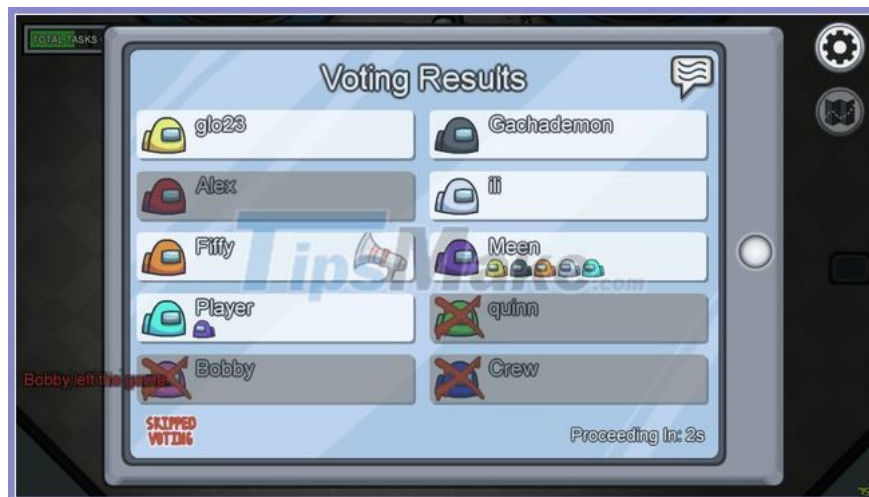 TOTAL TASKS
Voting Results
glo23
Gachademon
Alex
ili
Fiffy
Meen
TipsMake.com
Player
quinn
Bobby
Crew
Bobby left the game.
SKIPPED
VOTING
Proceeding In: 2s